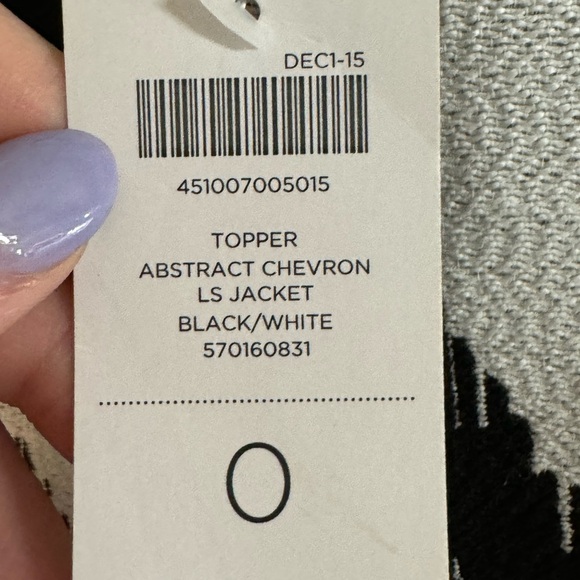 DEC1-15
451007005015
TOPPER
ABSTRACT CHEVRON
LS JACKET
BLACK/WHITE
570160831
0